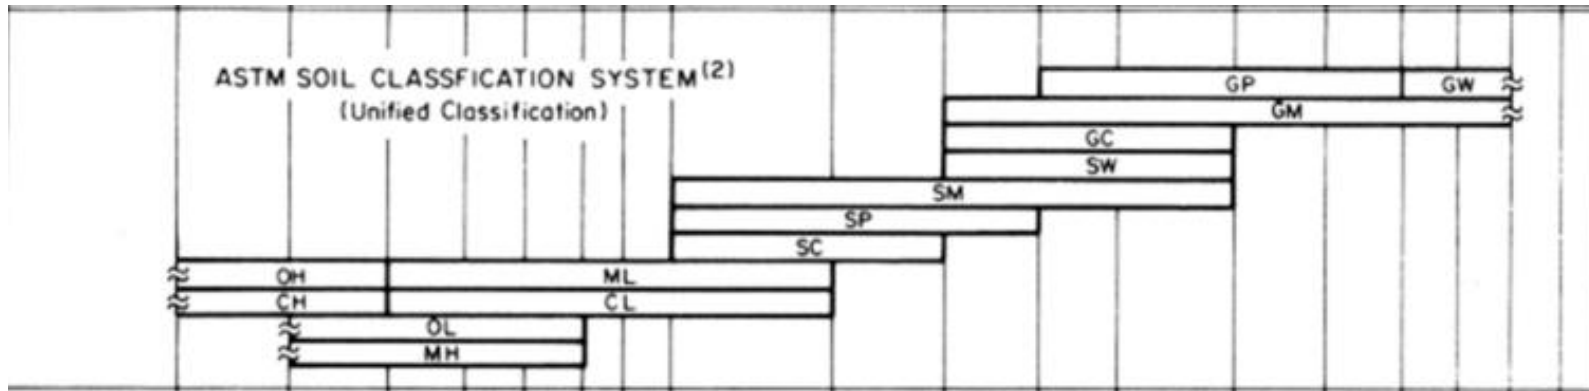 ASTM SOIL CLASSFICATION SYSTEM(2)
(Unified Classification)
GP GW
GM
GC
SW
SM
SP
SC
OH ML
CH CL
OL
MH